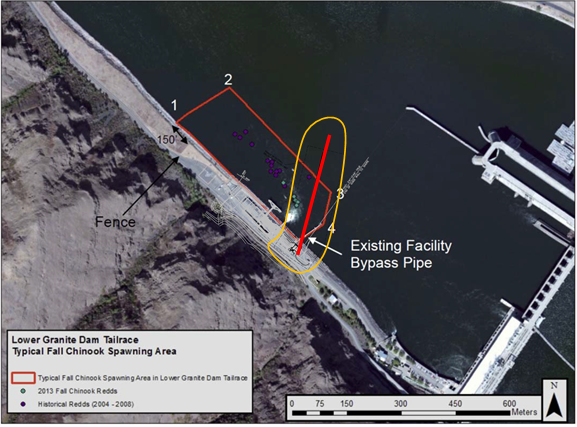 1
2
150'
Fence
3
4
Existing Facility
Bypass Pipe
Lower Granite Dam Tailrace
Typical Fall Chinook Spawning Area
Typical Fall Chinook Spawning Area in Lower Granite Dam Tailrace
2013 Fall Chinook Redds
Historical Redds (2004 - 2008)
N
0 75 150 300 450 600
Meters